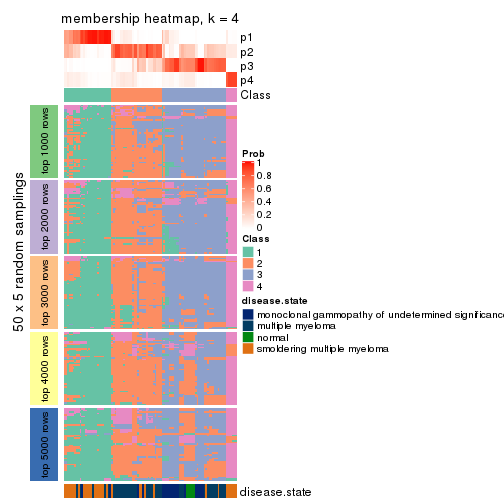 membership heatmap, k = 4
p1
p2
p3
p4
Class
50 x 5 random samplings
top 1000 rows
top 2000 rows
top 3000 rows
top 4000 rows
top 5000 rows
Prob
1
0.8
0.6
0.4
0.2
0
Class
1
2
3
4
disease.state
monoclonal gammopathy of undetermined significance
multiple myeloma
normal
smoldering multiple myeloma
disease.state